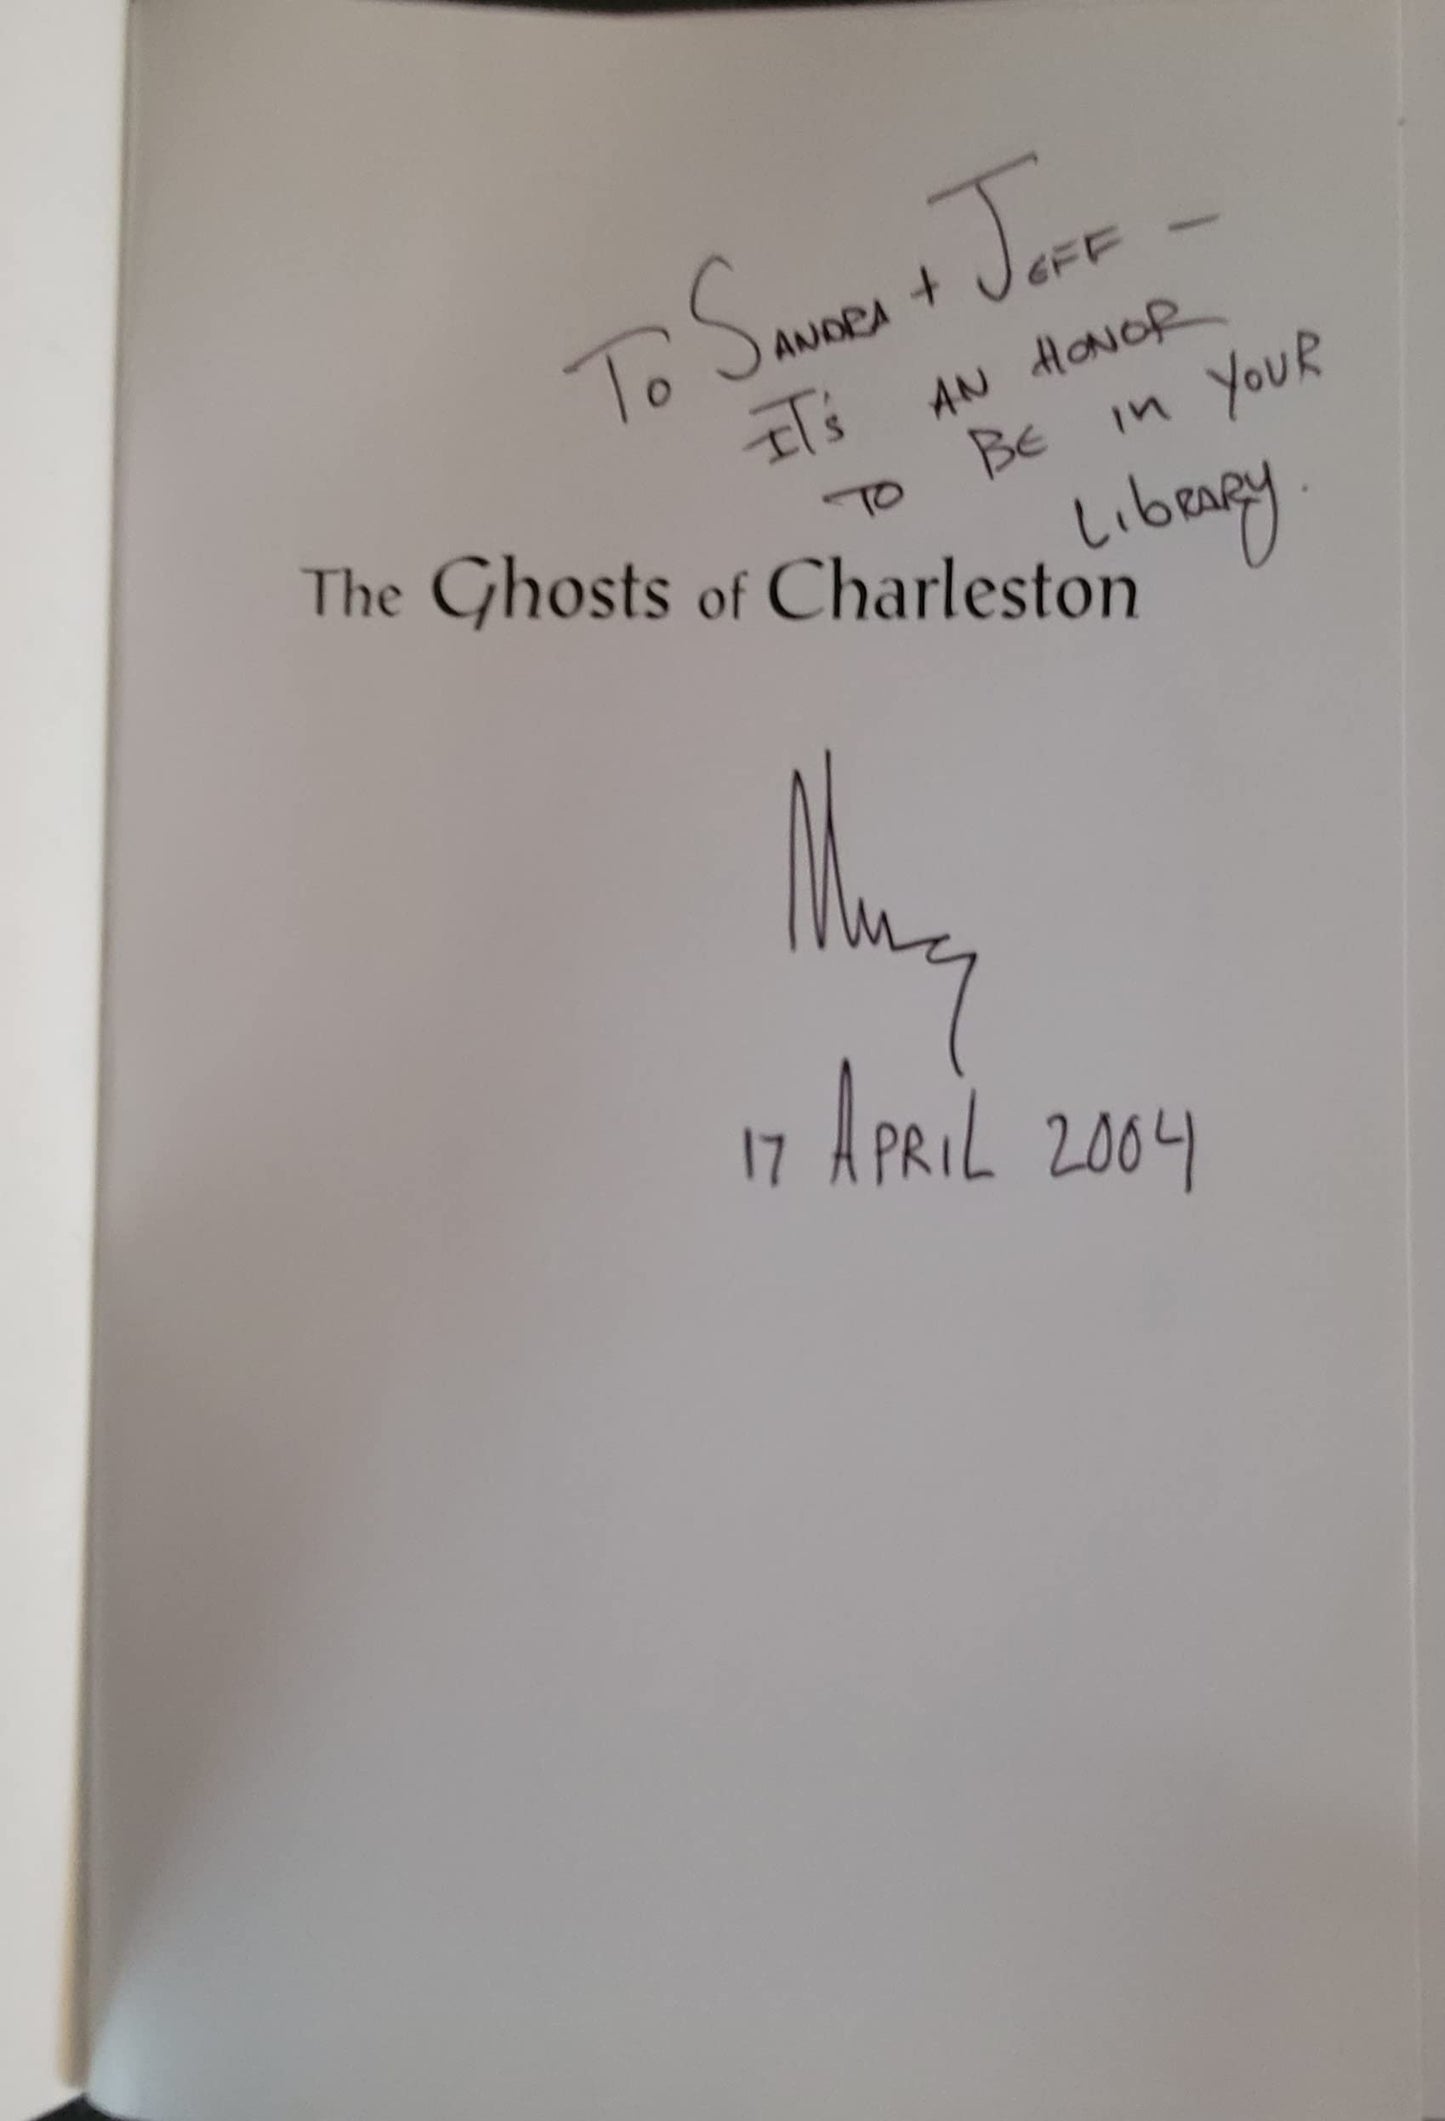 To SANDRA + JEFF –
IT's AN HONOR
TO BE in YOUR
LibRARY.
The Ghosts of Charleston
17 APRiL 2004